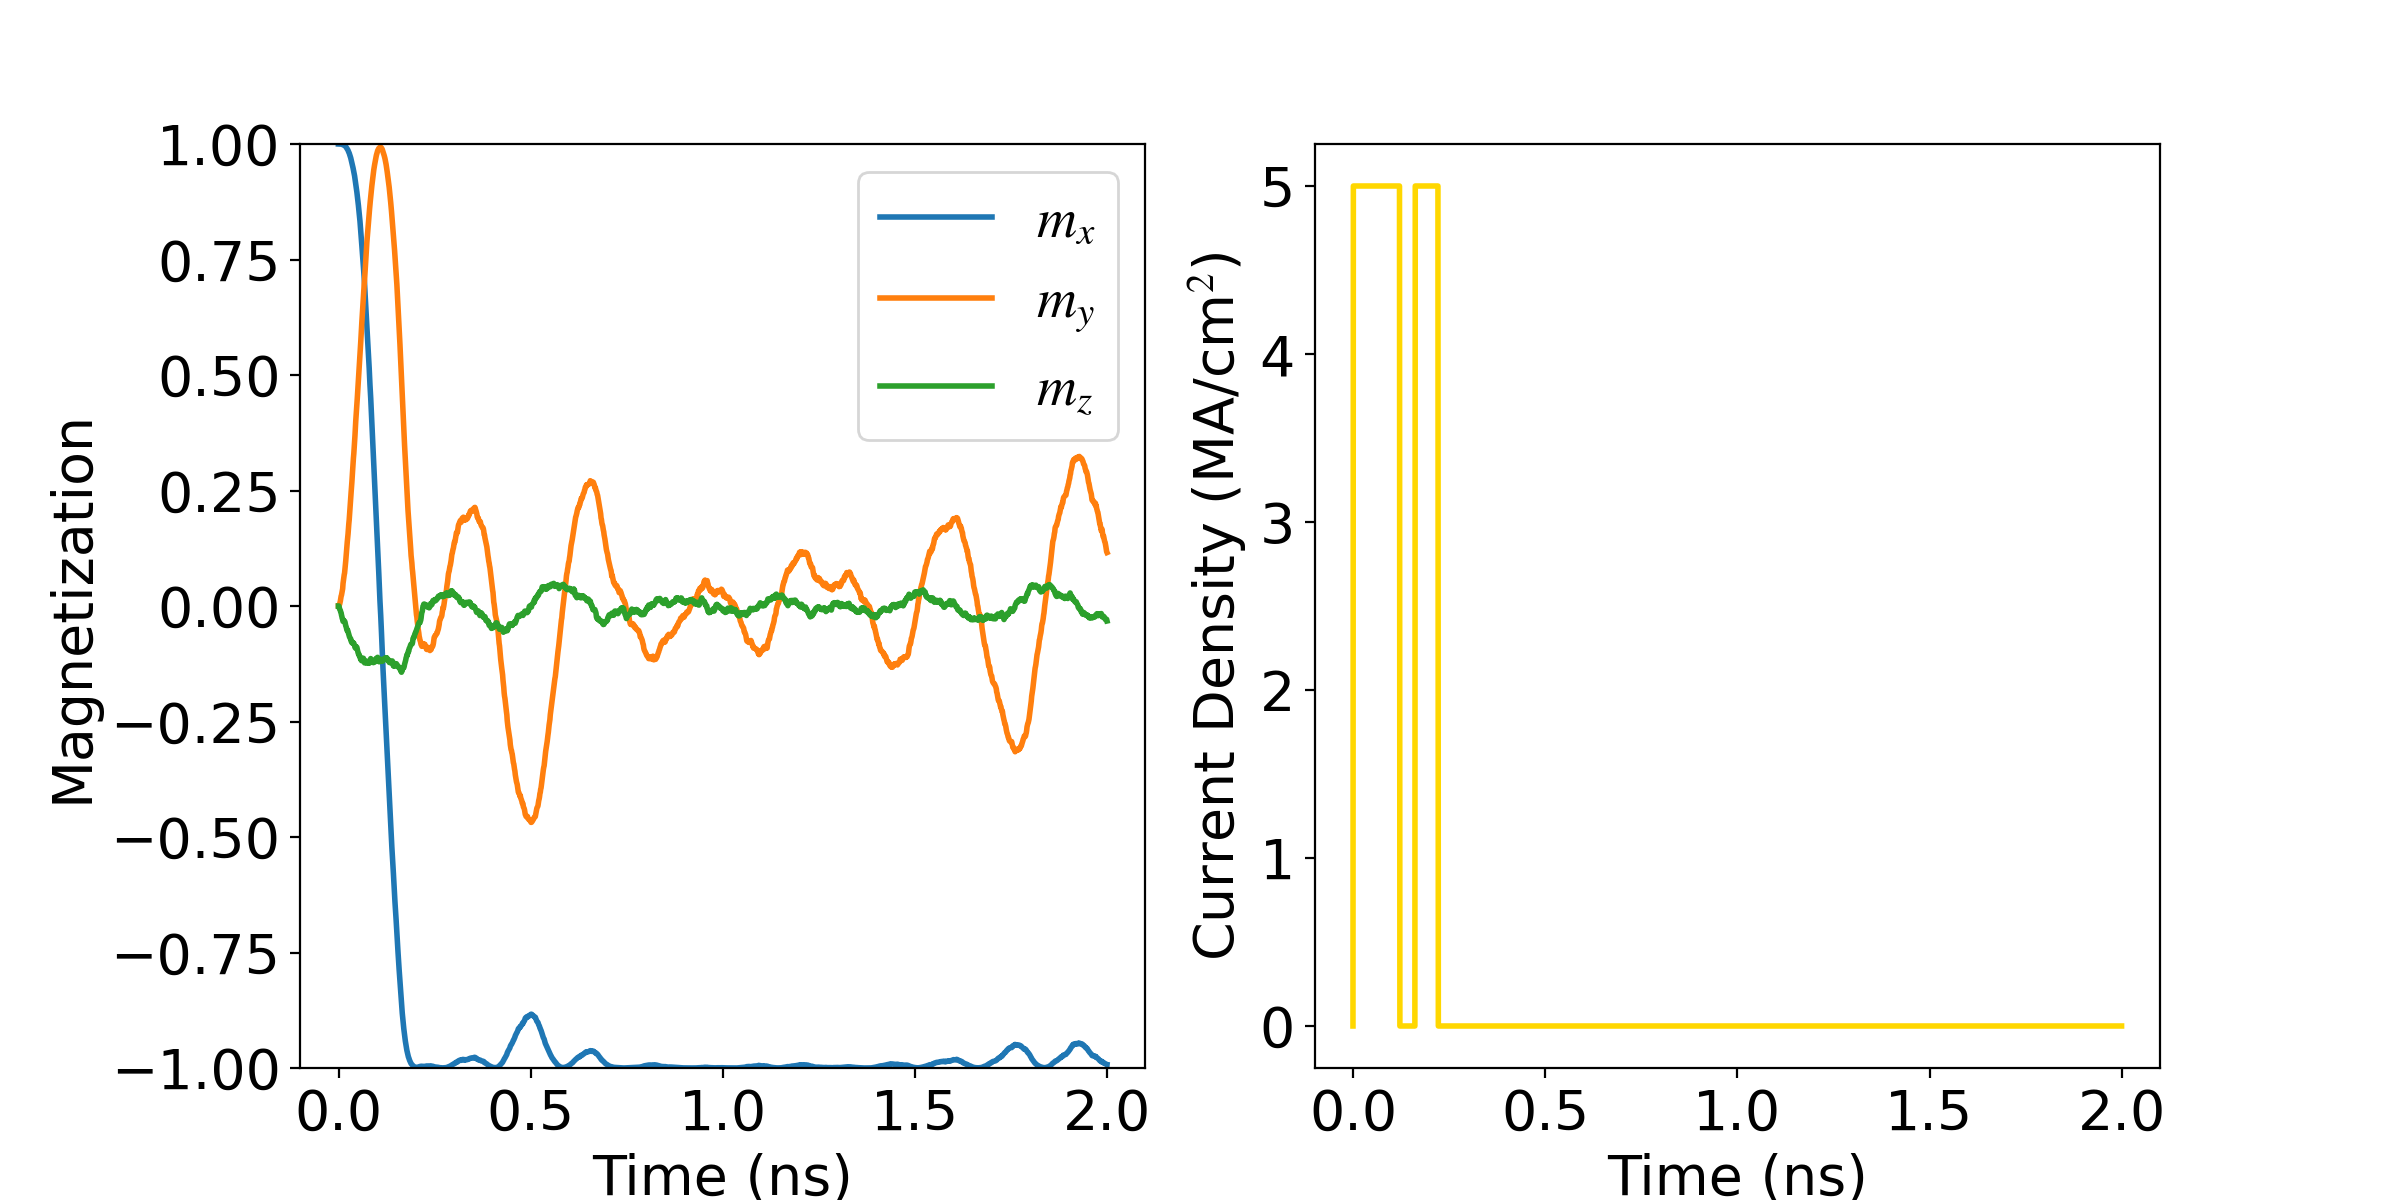 1.00
0.75
0.50
0.25
0.00
−0.25
−0.50
−0.75
−1.00
Magnetization
0.0 0.5 1.0 1.5 2.0
Time (ns)
m_x
m_y
m_z
5
4
3
2
1
0
Current Density (MA/cm²)
0.0 0.5 1.0 1.5 2.0
Time (ns)